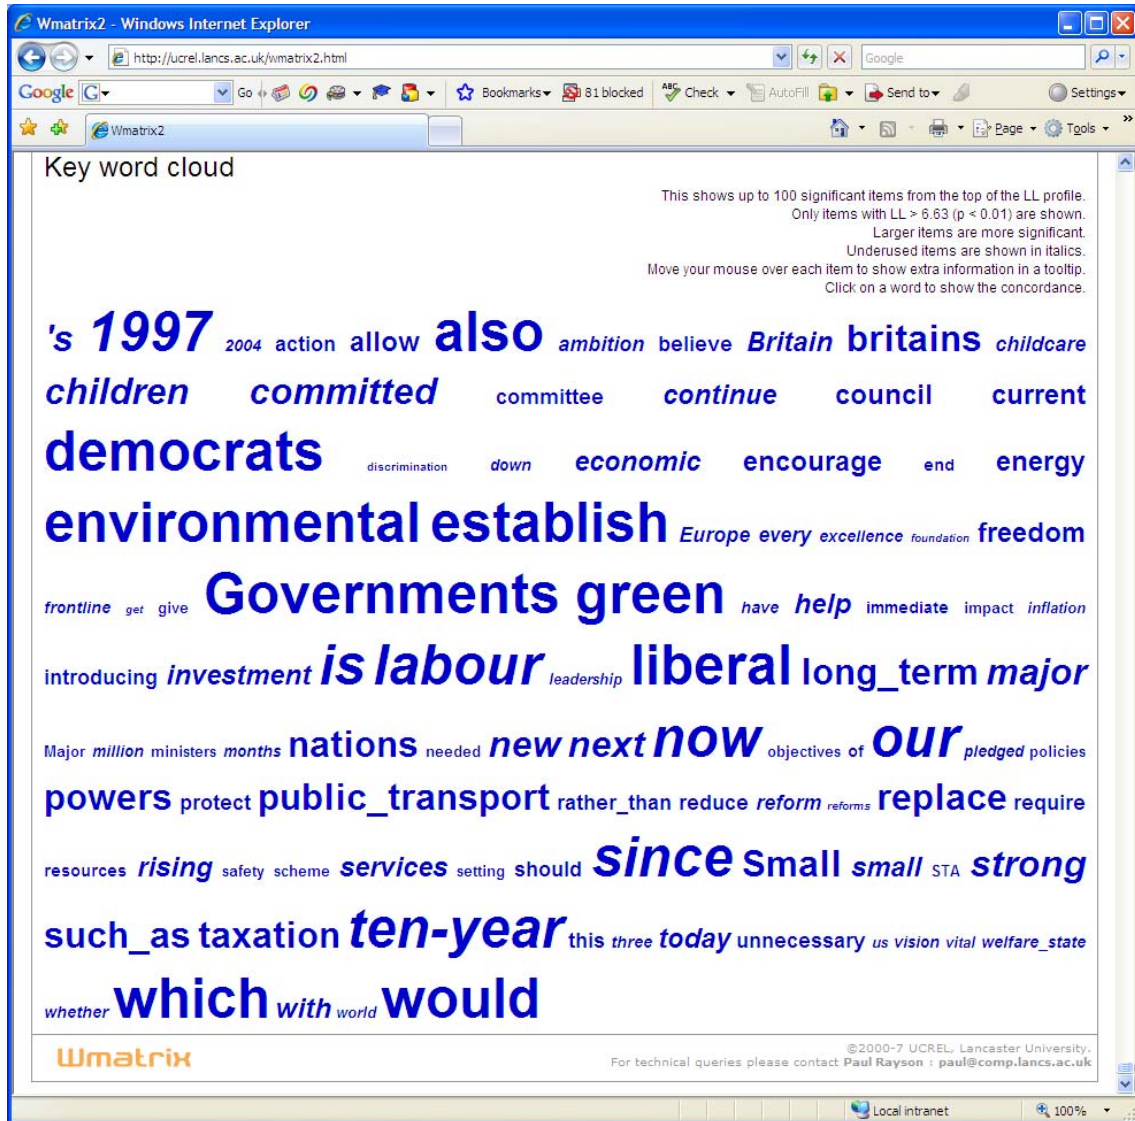 Wmatrix2 - Windows Internet Explorer
http://ucrel.lancs.ac.uk/wmatrix2.html Google
Google G Go Bookmarks 81 blocked ABC Check AutoFill Send to Settings
Wmatrix2 Page Tools »
Key word cloud
This shows up to 100 significant items from the top of the LL profile.
Only items with LL > 6.63 (p < 0.01) are shown.
Larger items are more significant.
Underused items are shown in italics.
Move your mouse over each item to show extra information in a tooltip.
Click on a word to show the concordance.
's 1997 2004 action allow also ambition believe Britain britains childcare
children committed committee continue council current
democrats discrimination down economic encourage end energy
environmental establish Europe every excellence foundation freedom
frontline get give Governments green have help immediate impact inflation
introducing investment is labour leadership liberal long_term major
Major million ministers months nations needed new next now objectives of our pledged policies
powers protect public_transport rather_than reduce reform reforms replace require
resources rising safety scheme services setting should since Small small STA strong
such_as taxation ten-year this three today unnecessary us vision vital welfare_state
whether which with world would
Wmatrix
©2000-7 UCREL, Lancaster University.
For technical queries please contact Paul Rayson : paul@comp.lancs.ac.uk
Local intranet 100%